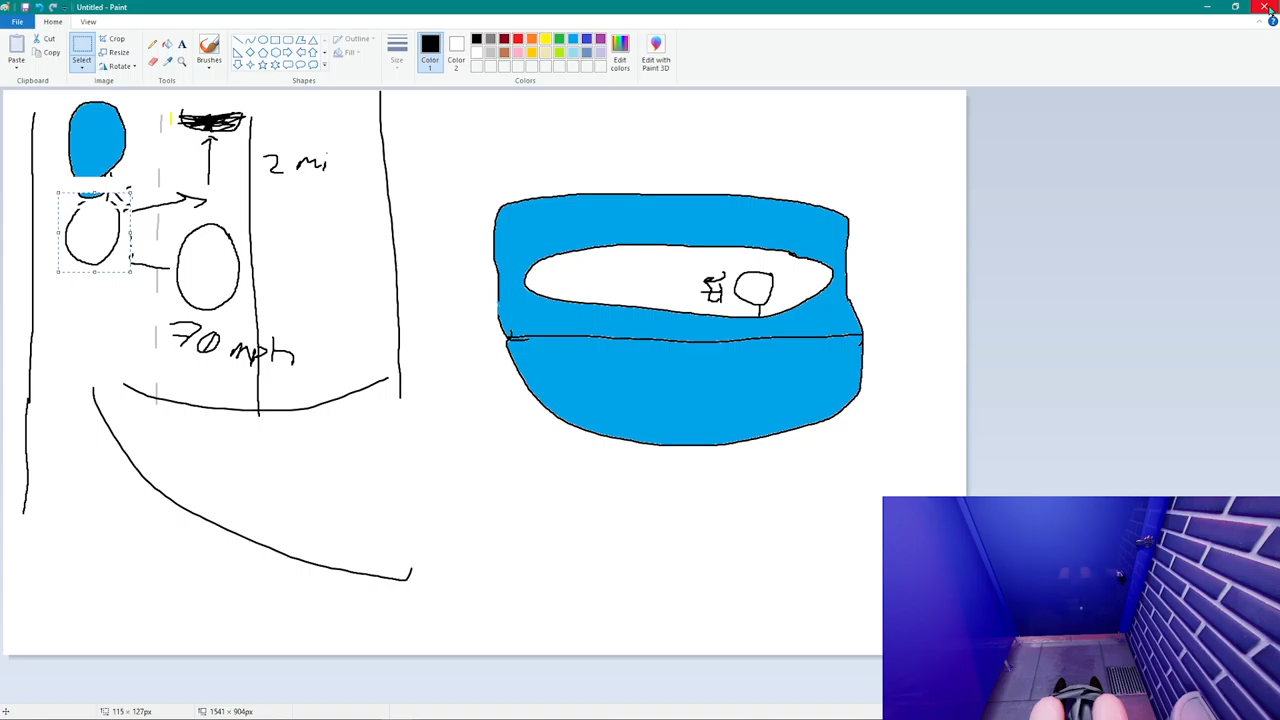 Untitled - Paint
File Home View
Paste
Cut
Copy
Clipboard
Select
Crop
Resize
Rotate
Image
A
Tools
Brushes
Outline
Fill
Shapes
Size
Color 1
Color 2
Edit colors
Edit with Paint 3D
Colors
2 mi
70 mph
115 × 127px
1541 × 904px